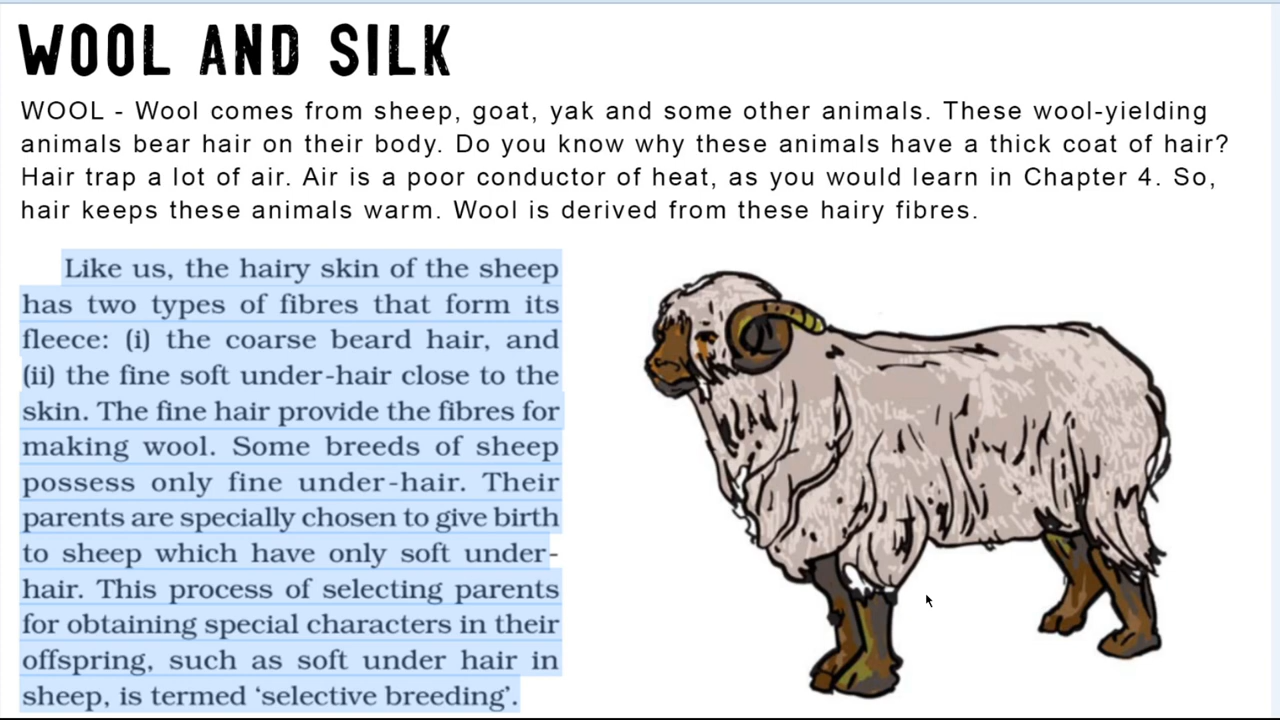 WOOL AND SILK
WOOL - Wool comes from sheep, goat, yak and some other animals. These wool-yielding
animals bear hair on their body. Do you know why these animals have a thick coat of hair?
Hair trap a lot of air. Air is a poor conductor of heat, as you would learn in Chapter 4. So,
hair keeps these animals warm. Wool is derived from these hairy fibres.
Like us, the hairy skin of the sheep
has two types of fibres that form its
fleece: (i) the coarse beard hair, and
(ii) the fine soft under-hair close to the
skin. The fine hair provide the fibres for
making wool. Some breeds of sheep
possess only fine under-hair. Their
parents are specially chosen to give birth
to sheep which have only soft under-
hair. This process of selecting parents
for obtaining special characters in their
offspring, such as soft under hair in
sheep, is termed ‘selective breeding’.